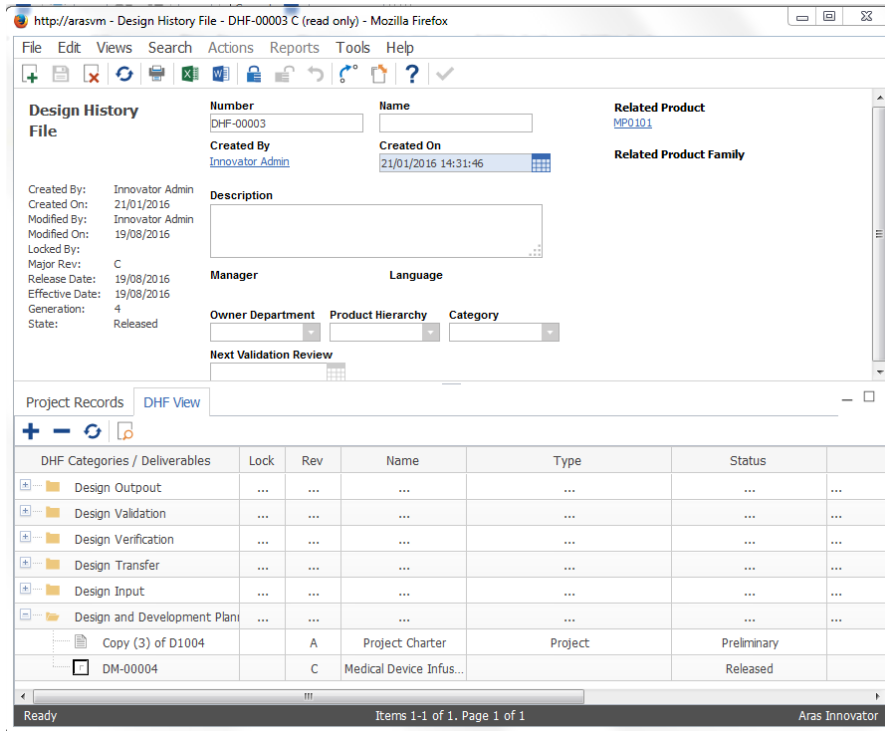 http://arasvm - Design History File - DHF-00003 C (read only) - Mozilla Firefox
File Edit Views Search Actions Reports Tools Help
Design History
File
Number
DHF-00003
Name
Related Product
MP0101
Created By
Innovator Admin
Created On
21/01/2016 14:31:46
Related Product Family
Created By: Innovator Admin
Created On: 21/01/2016
Modified By: Innovator Admin
Modified On: 19/08/2016
Locked By:
Major Rev: C
Release Date: 19/08/2016
Effective Date: 19/08/2016
Generation: 4
State: Released
Description
Manager Language
Owner Department Product Hierarchy Category
Next Validation Review
Project Records DHF View
DHF Categories / Deliverables Lock Rev Name Type Status
Design Outpout ... ... ... ... ... ...
Design Validation ... ... ... ... ... ...
Design Verification ... ... ... ... ... ...
Design Transfer ... ... ... ... ... ...
Design Input ... ... ... ... ... ...
Design and Development Plann ... ... ... ... ... ...
Copy (3) of D1004 A Project Charter Project Preliminary
DM-00004 C Medical Device Infus... Released
Ready Items 1-1 of 1. Page 1 of 1 Aras Innovator